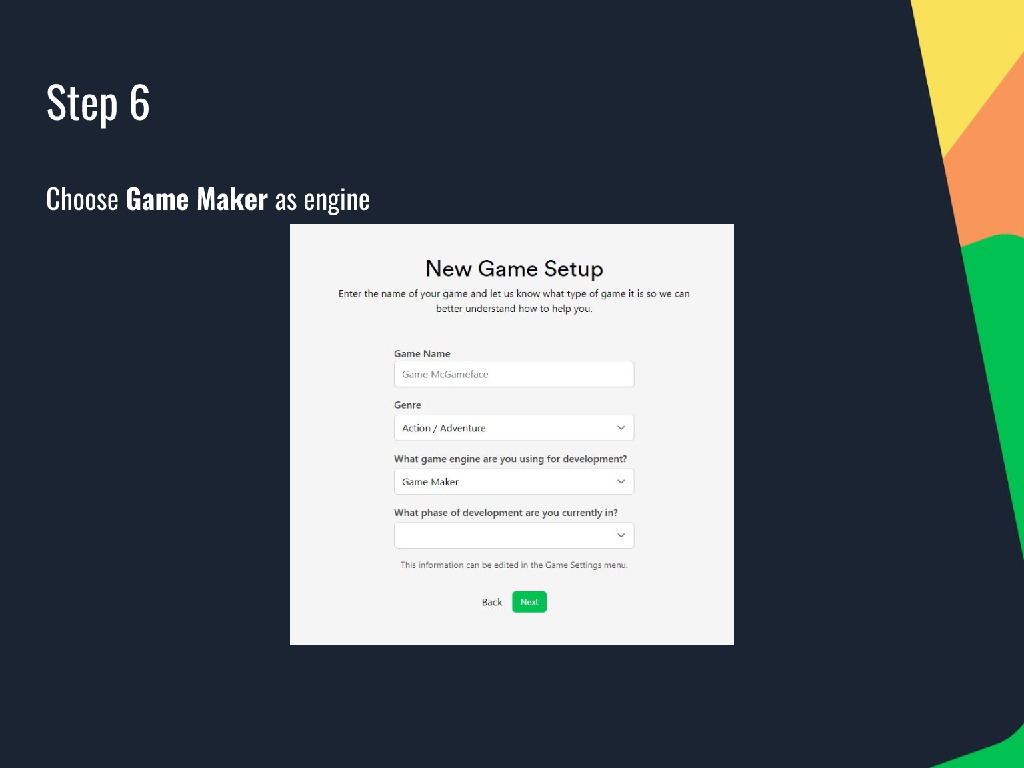 Step 6
Choose Game Maker as engine
New Game Setup
Enter the name of your game and let us know what type of game it is so we can
better understand how to help you.
Game Name
Game McGameface
Genre
Action / Adventure
What game engine are you using for development?
Game Maker
What phase of development are you currently in?
This information can be edited in the Game Settings menu.
Back Next